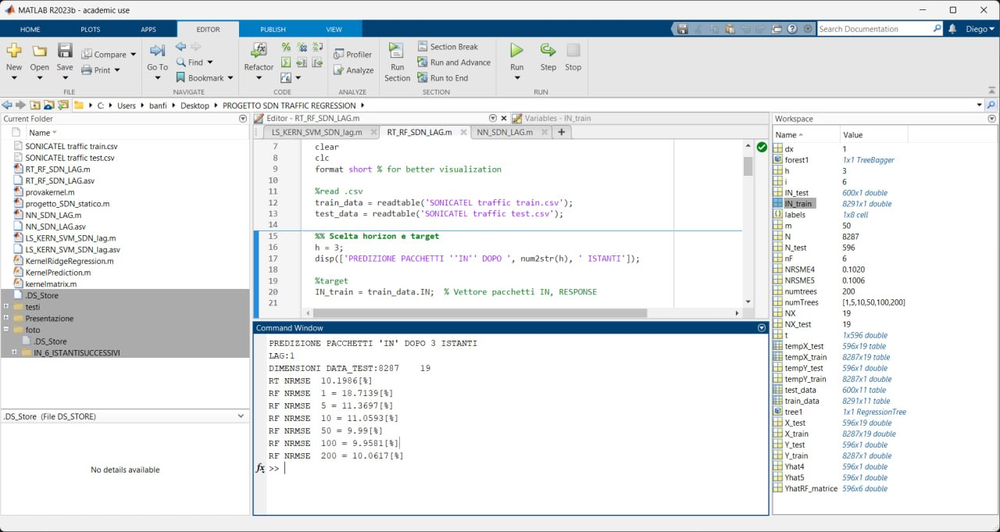 MATLAB R2023b - academic use
HOME PLOTS APPS EDITOR PUBLISH VIEW
Search Documentation
Diego
New Open Save Compare Print
FILE
Go To Find Bookmark
NAVIGATE
Refactor
CODE
Profiler
Analyze
ANALYZE
Run Section
Section Break
Run and Advance
Run to End
SECTION
Run Step Stop
RUN
C: Users banfi Desktop PROGETTO SDN TRAFFIC REGRESSION
Current Folder
Name
SONICATEL traffic train.csv
SONICATEL traffic test.csv
RT_RF_SDN_LAG.m
RT_RF_SDN_LAG.asv
provakernel.m
progetto_SDN_statico.m
NN_SDN_LAG.m
NN_SDN_LAG.asv
LS_KERN_SVM_SDN_lag.m
LS_KERN_SVM_SDN_lag.asv
KernelRidgeRegression.m
KernelPrediction.m
kernelmatrix.m
.DS_Store
testi
Presentazione
foto
.DS_Store
IN_6_ISTANTISUCCESSIVI
.DS_Store (File DS_STORE)
No details available
Editor - RT_RF_SDN_LAG.m
Variables - IN_train
LS_KERN_SVM_SDN_lag.m RT_RF_SDN_LAG.m NN_SDN_LAG.m
7 clear
8 clc
9 format short % for better visualization
10
11 %read .csv
12 train_data = readtable('SONICATEL traffic train.csv');
13 test_data = readtable('SONICATEL traffic test.csv');
14
15 %% Scelta horizon e target
16 h = 3;
17 disp(['PREDIZIONE PACCHETTI ''IN'' DOPO ', num2str(h), ' ISTANTI']);
18
19 %target
20 IN_train = train_data.IN; % Vettore pacchetti IN, RESPONSE
21
Command Window
PREDIZIONE PACCHETTI 'IN' DOPO 3 ISTANTI
LAG:1
DIMENSIONI DATA_TEST:8287 19
RT NRMSE 10.1986[%]
RF NRMSE 1 = 18.7139[%]
RF NRMSE 5 = 11.3697[%]
RF NRMSE 10 = 11.0593[%]
RF NRMSE 50 = 9.99[%]
RF NRMSE 100 = 9.9581[%]
RF NRMSE 200 = 10.0617[%]
fx >>
Workspace
Name Value
dx 1
forest1 1x1 TreeBagger
h 3
i 6
IN_test 600x1 double
IN_train 8291x1 double
labels 1x8 cell
m 50
N 8287
N_test 596
nF 6
NRSME4 0.1020
NRSME5 0.1006
numtrees 200
numTrees [1,5,10,50,100,200]
NX 19
NX_test 19
t 1x596 double
tempX_test 596x19 table
tempX_train 8287x19 table
tempY_test 596x1 double
tempY_train 8287x1 double
test_data 600x11 table
train_data 8291x11 table
tree1 1x1 RegressionTree
X_test 596x19 double
X_train 8287x19 double
Y_test 596x1 double
Y_train 8287x1 double
Yhat4 596x1 double
Yhat5 596x1 double
YhatRF_matrice 596x6 double